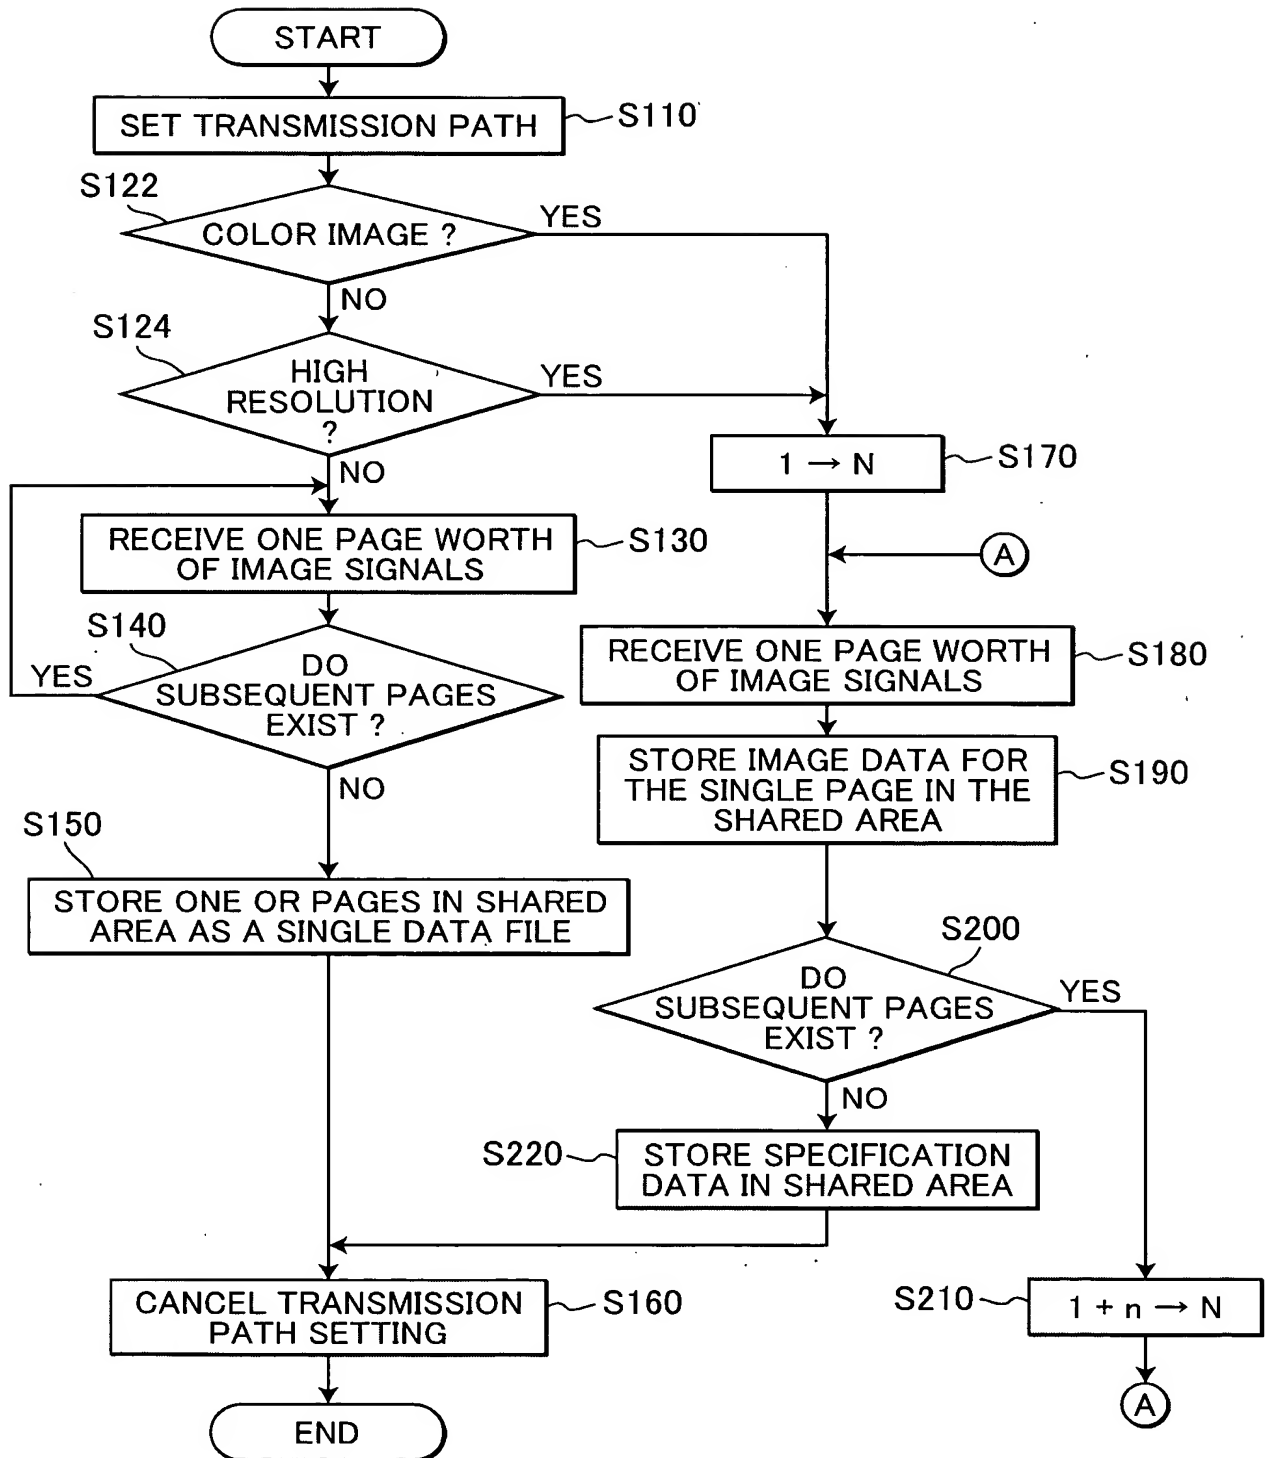 START
SET TRANSMISSION PATH
S110
S122
COLOR IMAGE ?
YES
NO
S124
HIGH
RESOLUTION
?
YES
NO
1 → N
S170
A
RECEIVE ONE PAGE WORTH
OF IMAGE SIGNALS
S130
S140
DO
SUBSEQUENT PAGES
EXIST ?
YES
NO
RECEIVE ONE PAGE WORTH
OF IMAGE SIGNALS
S180
STORE IMAGE DATA FOR
THE SINGLE PAGE IN THE
SHARED AREA
S190
S150
STORE ONE OR PAGES IN SHARED
AREA AS A SINGLE DATA FILE
S200
DO
SUBSEQUENT PAGES
EXIST ?
YES
NO
S220
STORE SPECIFICATION
DATA IN SHARED AREA
CANCEL TRANSMISSION
PATH SETTING
S160
S210
1 + n → N
A
END